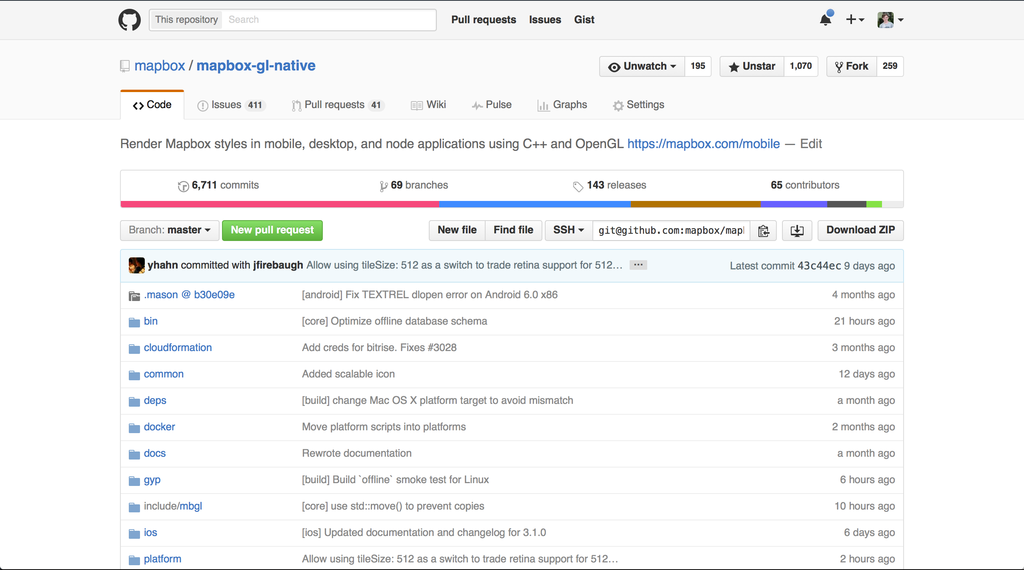 This repository Search Pull requests Issues Gist
mapbox / mapbox-gl-native Unwatch 195 Unstar 1,070 Fork 259
Code Issues 411 Pull requests 41 Wiki Pulse Graphs Settings
Render Mapbox styles in mobile, desktop, and node applications using C++ and OpenGL https://mapbox.com/mobile — Edit
6,711 commits 69 branches 143 releases 65 contributors
Branch: master New pull request New file Find file SSH git@github.com:mapbox/mapl Download ZIP
yhahn committed with jfirebaugh Allow using tileSize: 512 as a switch to trade retina support for 512… ... Latest commit 43c44ec 9 days ago
.mason @ b30e09e [android] Fix TEXTREL dlopen error on Android 6.0 x86 4 months ago
bin [core] Optimize offline database schema 21 hours ago
cloudformation Add creds for bitrise. Fixes #3028 3 months ago
common Added scalable icon 12 days ago
deps [build] change Mac OS X platform target to avoid mismatch a month ago
docker Move platform scripts into platforms 2 months ago
docs Rewrote documentation a month ago
gyp [build] Build `offline` smoke test for Linux 6 hours ago
include/mbgl [core] use std::move() to prevent copies 10 hours ago
ios [ios] Updated documentation and changelog for 3.1.0 6 days ago
platform Allow using tileSize: 512 as a switch to trade retina support for 512… 2 hours ago